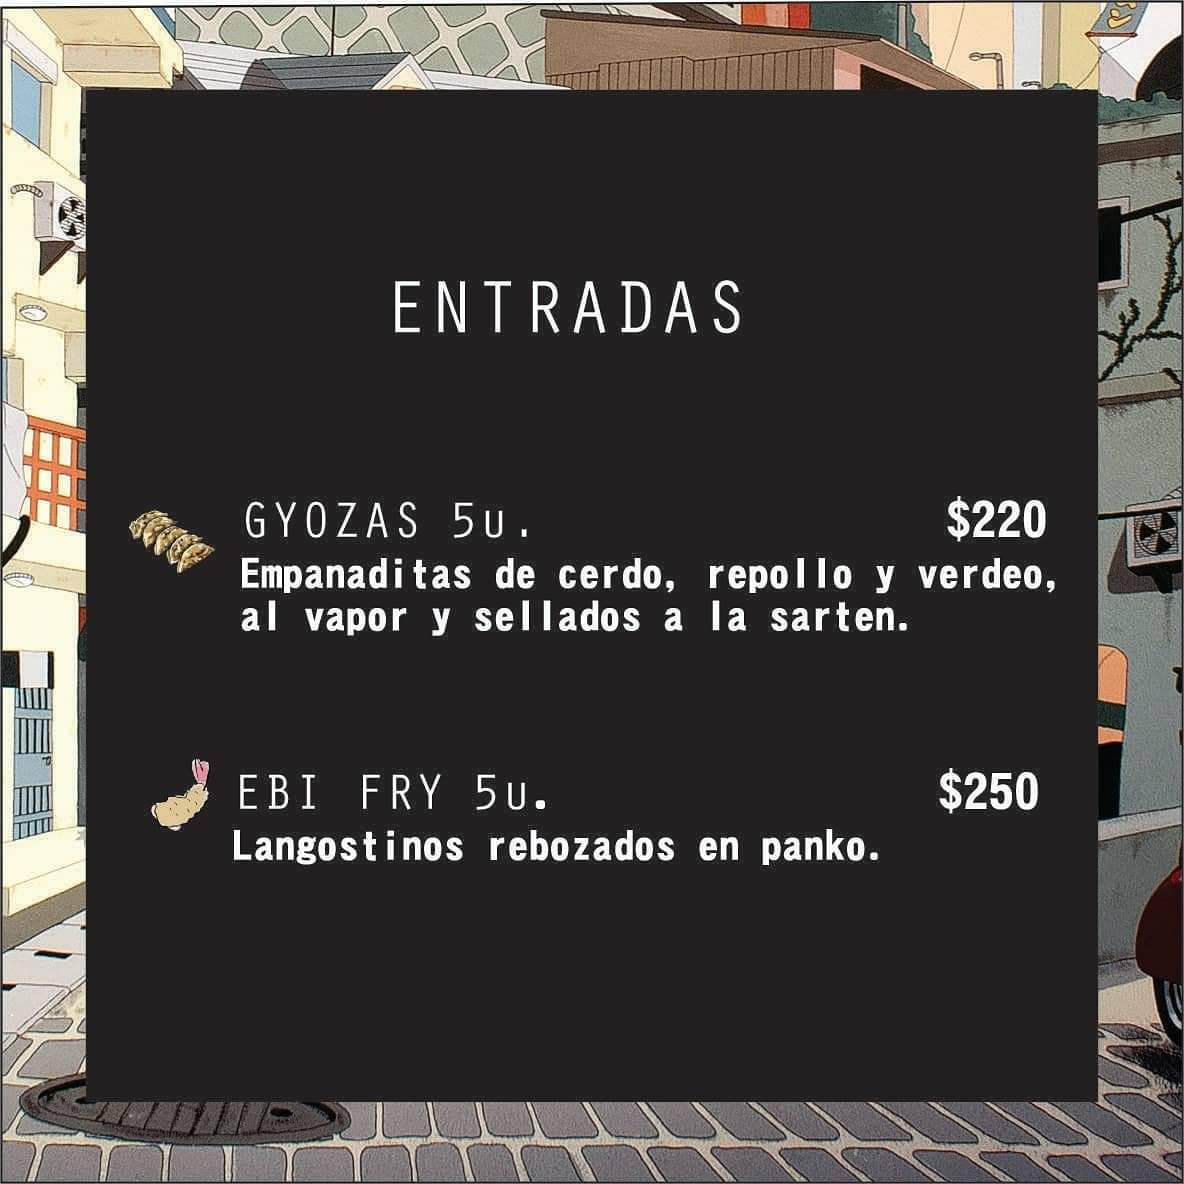 ENTRADAS
GYOZAS 5u. $220
Empanaditas de cerdo, repollo y verdeo,
al vapor y sellados a la sarten.
EBI FRY 5u. $250
Langostinos rebozados en panko.